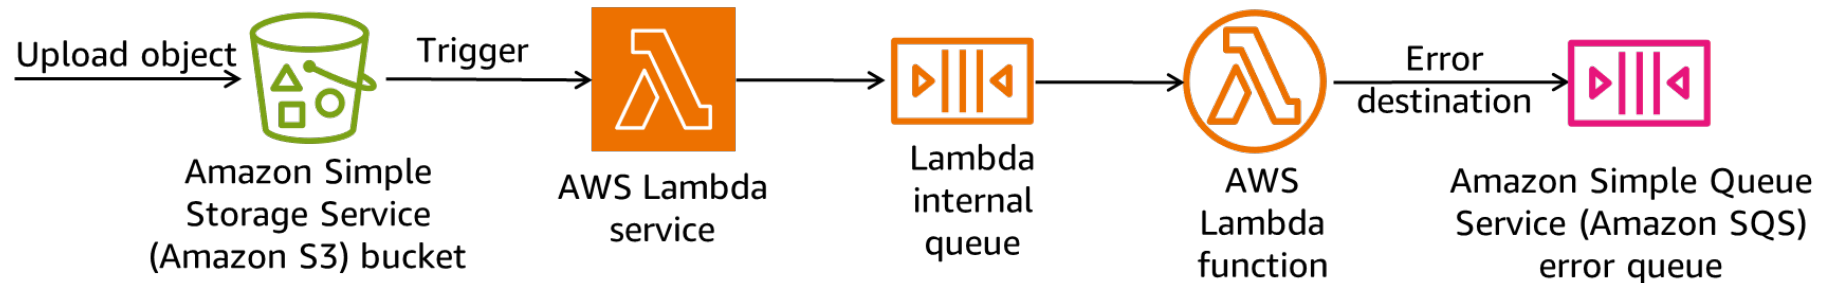 Upload object
Amazon Simple
Storage Service
(Amazon S3) bucket
Trigger
AWS Lambda
service
Lambda
internal
queue
AWS
Lambda
function
Error
destination
Amazon Simple Queue
Service (Amazon SQS)
error queue